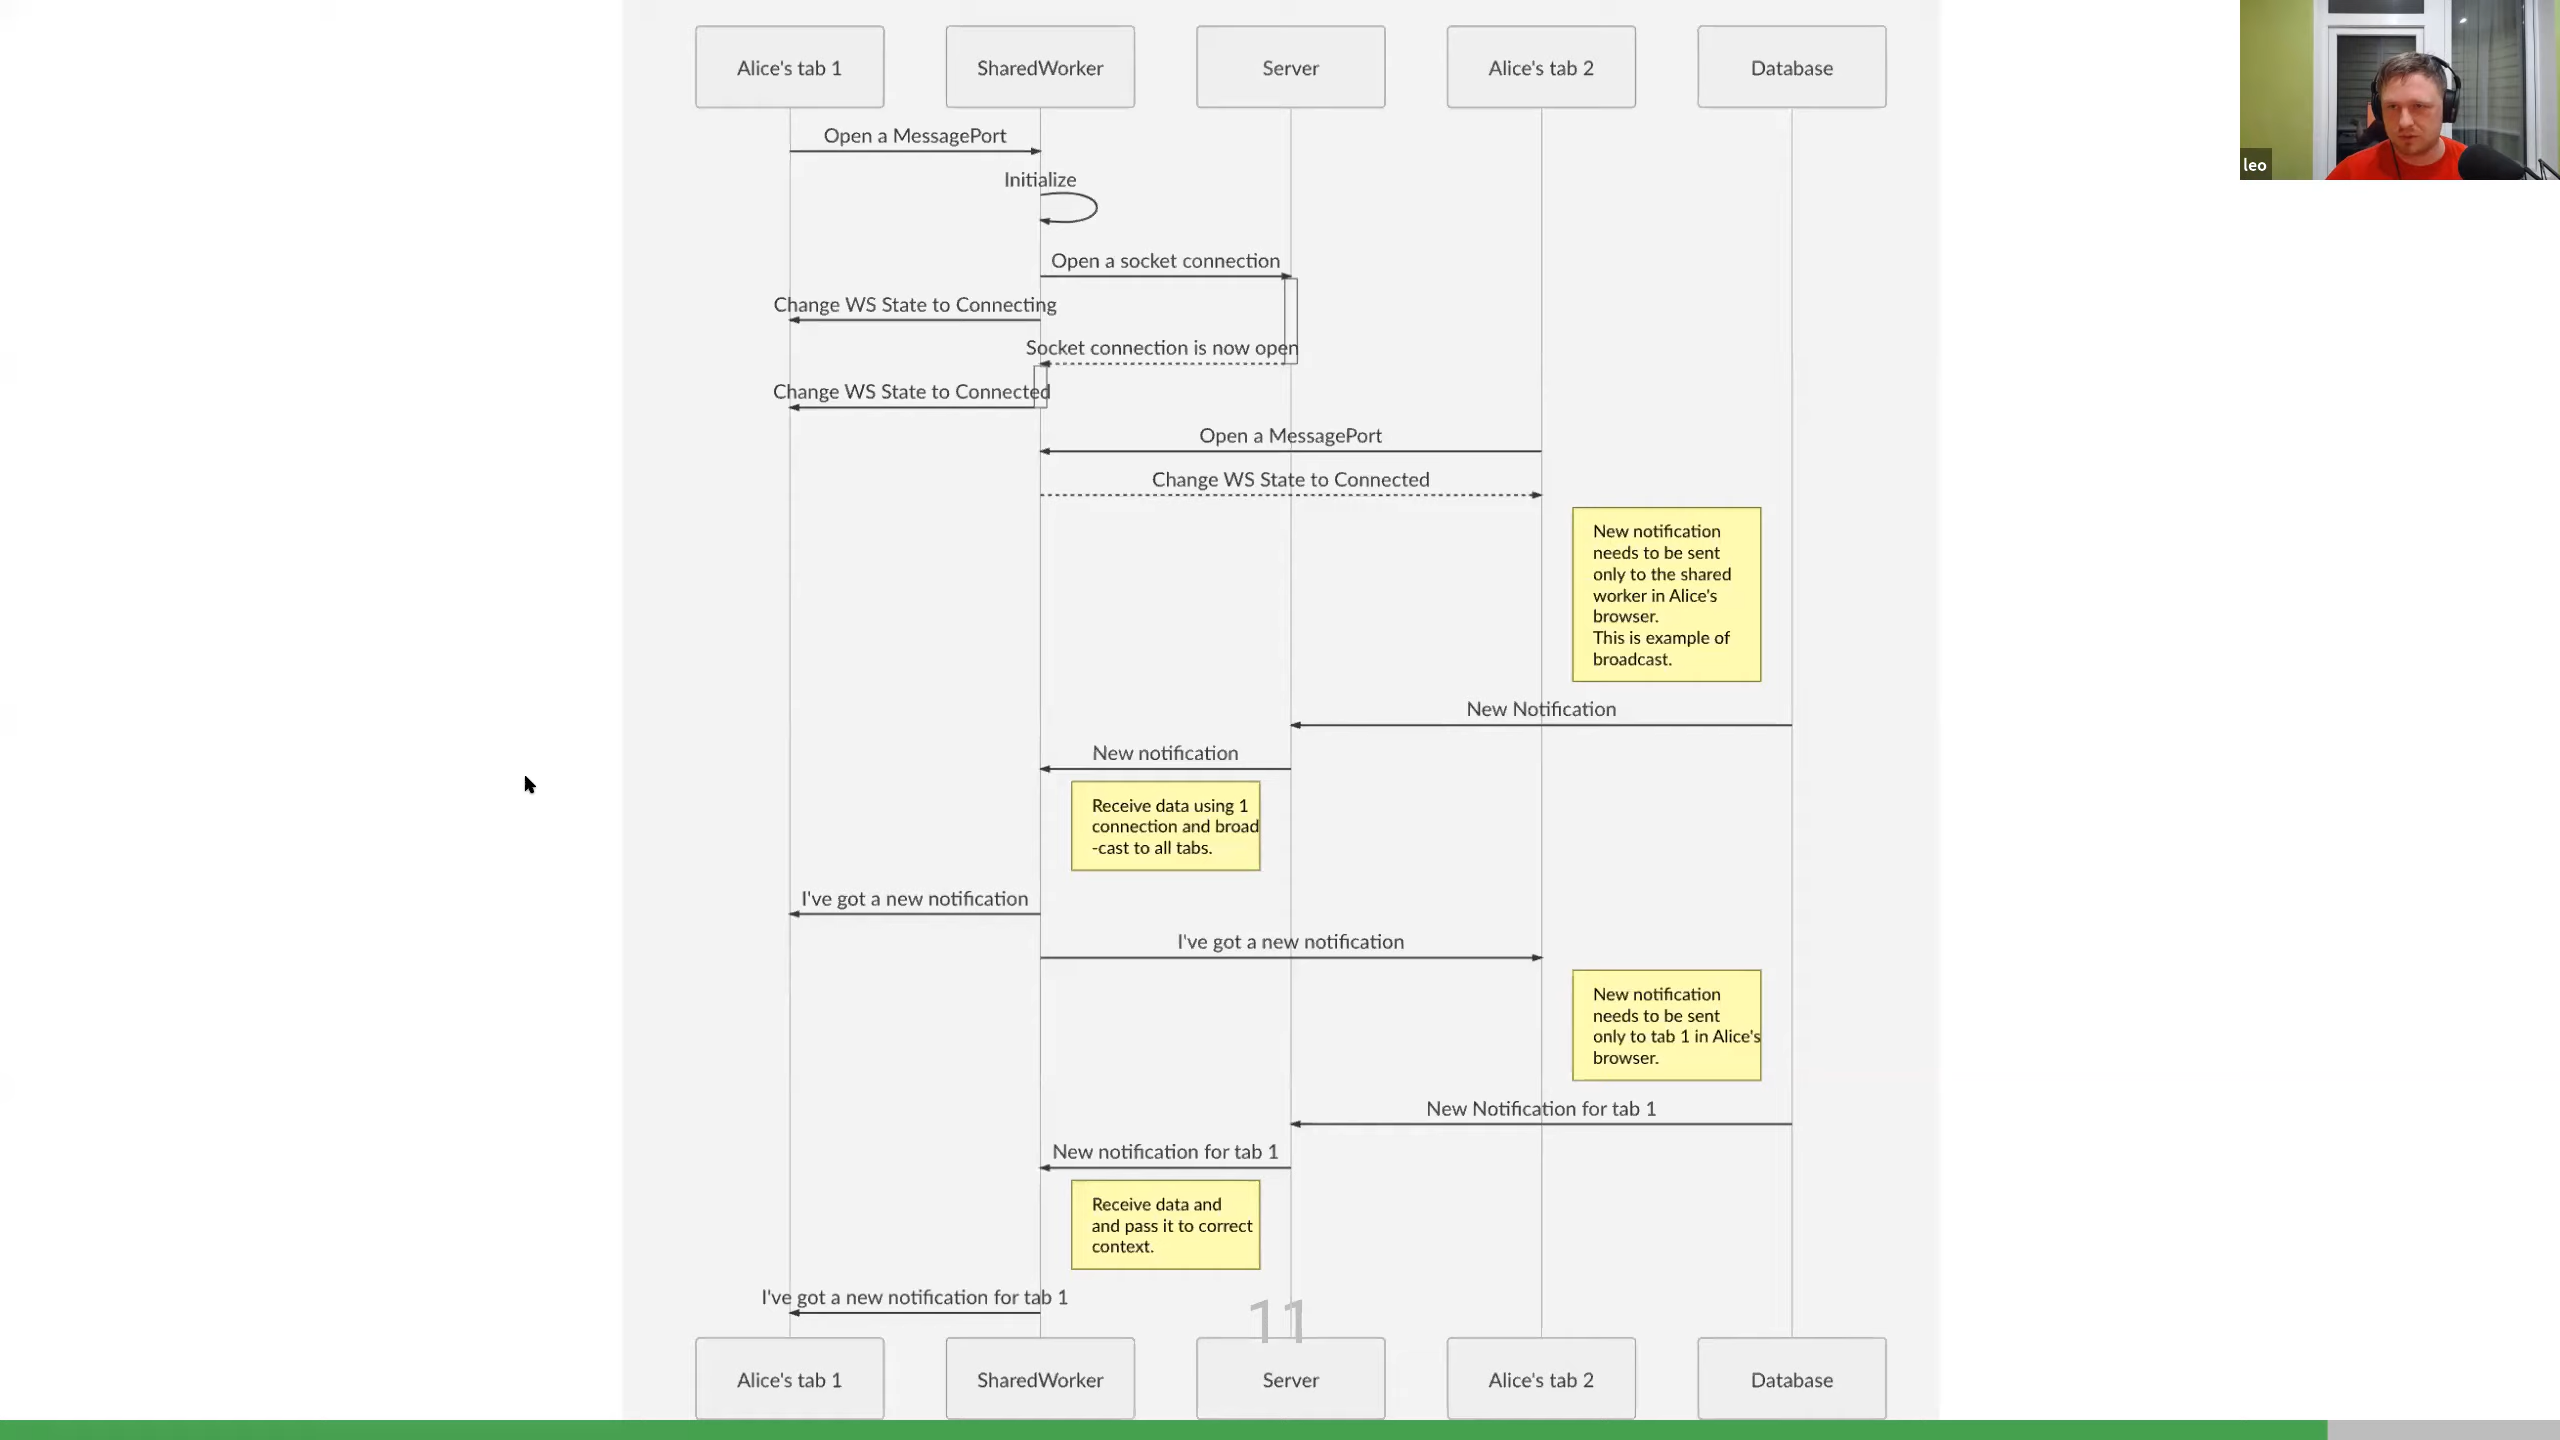 Alice's tab 1
SharedWorker
Server
Alice's tab 2
Database
leo
Open a MessagePort
Initialize
Open a socket connection
Change WS State to Connecting
Socket connection is now open
Change WS State to Connected
Open a MessagePort
Change WS State to Connected
New notification
needs to be sent
only to the shared
worker in Alice's
browser.
This is example of
broadcast.
New Notification
New notification
Receive data using 1
connection and broad
-cast to all tabs.
I've got a new notification
I've got a new notification
New notification
needs to be sent
only to tab 1 in Alice's
browser.
New Notification for tab 1
New notification for tab 1
Receive data and
and pass it to correct
context.
I've got a new notification for tab 1
11
Alice's tab 1
SharedWorker
Server
Alice's tab 2
Database